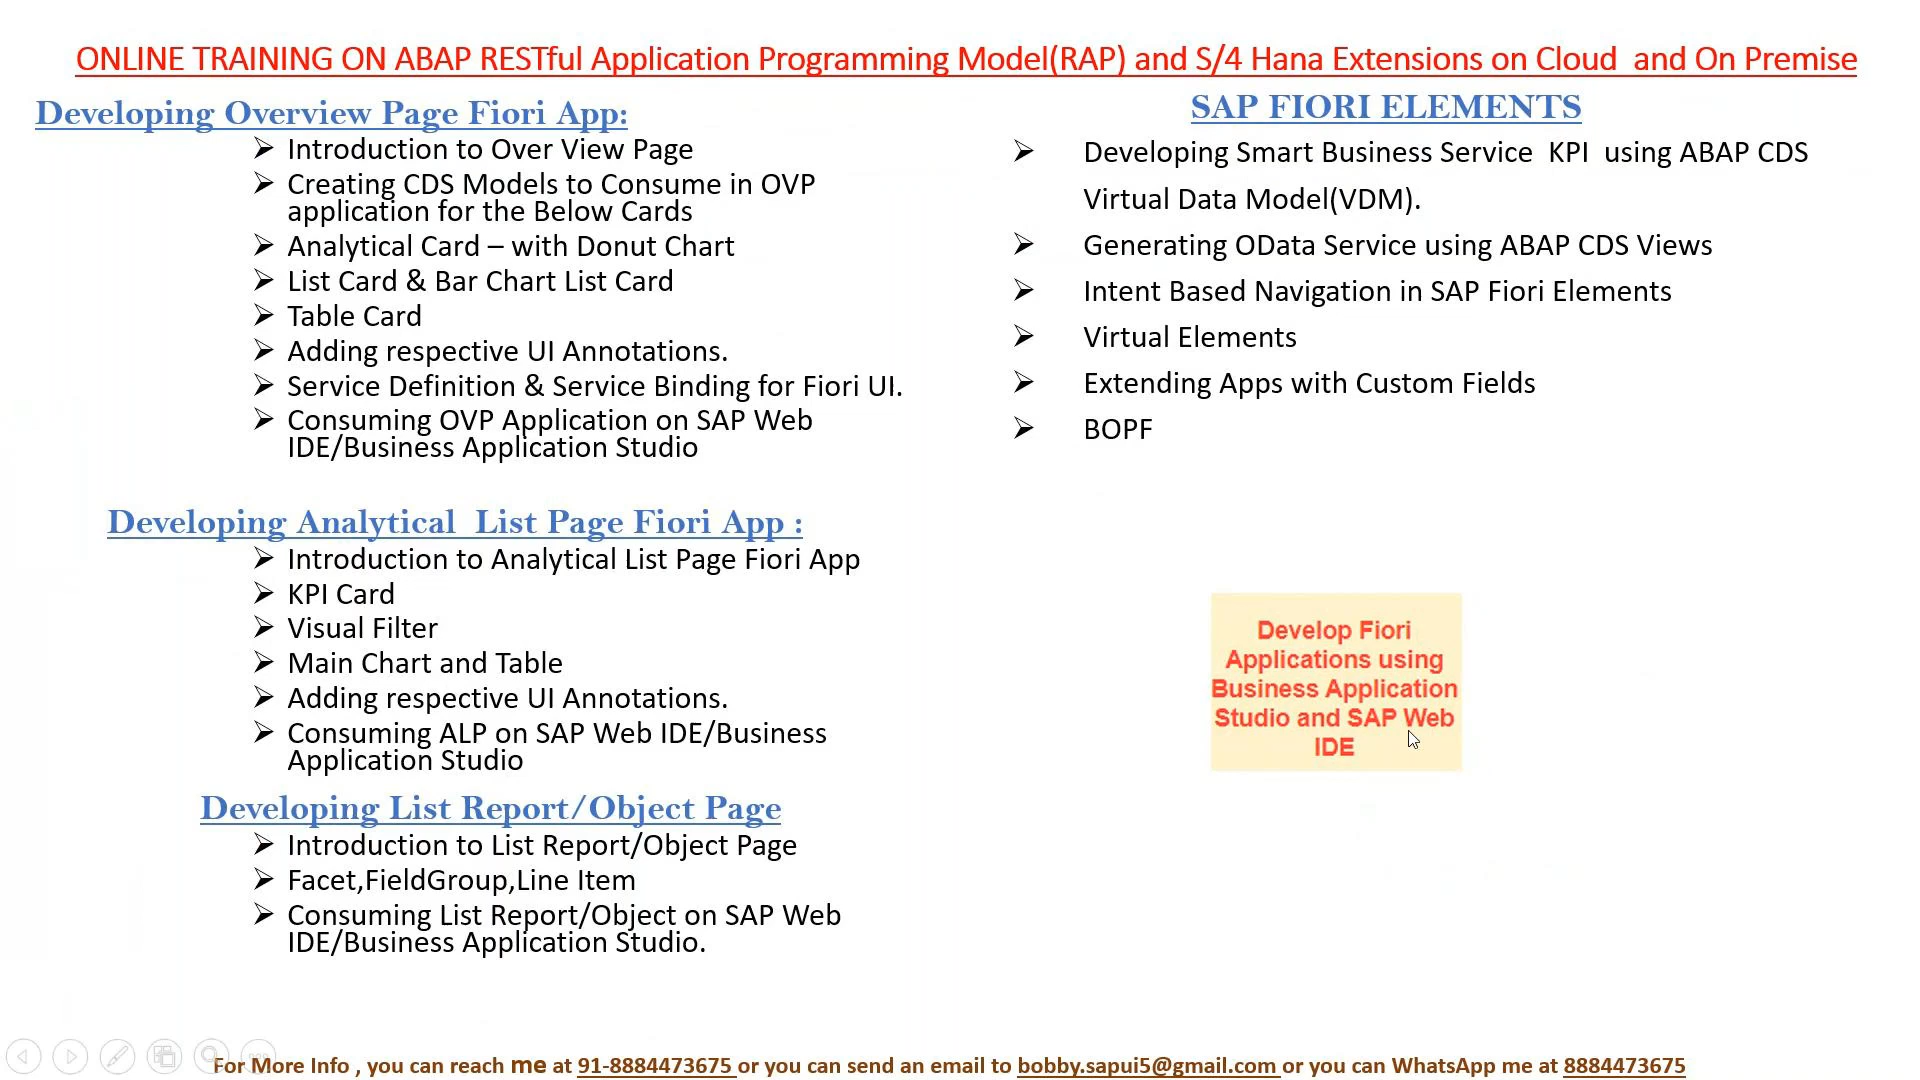 ONLINE TRAINING ON ABAP RESTful Application Programming Model(RAP) and S/4 Hana Extensions on Cloud and On Premise
Developing Overview Page Fiori App:
Introduction to Over View Page
Creating CDS Models to Consume in OVP
application for the Below Cards
Analytical Card – with Donut Chart
List Card & Bar Chart List Card
Table Card
Adding respective UI Annotations.
Service Definition & Service Binding for Fiori UI.
Consuming OVP Application on SAP Web
IDE/Business Application Studio
Developing Analytical List Page Fiori App :
Introduction to Analytical List Page Fiori App
KPI Card
Visual Filter
Main Chart and Table
Adding respective UI Annotations.
Consuming ALP on SAP Web IDE/Business
Application Studio
Developing List Report/Object Page
Introduction to List Report/Object Page
Facet,FieldGroup,Line Item
Consuming List Report/Object on SAP Web
IDE/Business Application Studio.
SAP FIORI ELEMENTS
Developing Smart Business Service KPI using ABAP CDS
Virtual Data Model(VDM).
Generating OData Service using ABAP CDS Views
Intent Based Navigation in SAP Fiori Elements
Virtual Elements
Extending Apps with Custom Fields
BOPF
Develop Fiori
Applications using
Business Application
Studio and SAP Web
IDE
For More Info , you can reach me at 91-8884473675 or you can send an email to bobby.sapui5@gmail.com or you can WhatsApp me at 8884473675